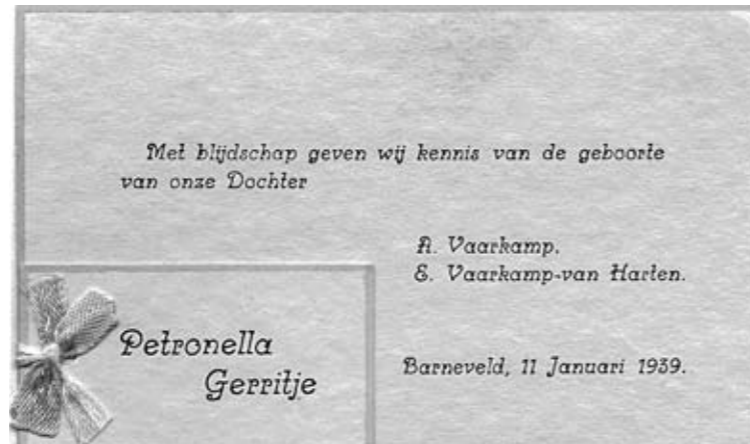 Met blijdschap geven wij kennis van de geboorte
van onze Dochter
A. Vaarkamp.
E. Vaarkamp-van Harten.
Petronella
Gerritje
Barneveld, 11 Januari 1939.